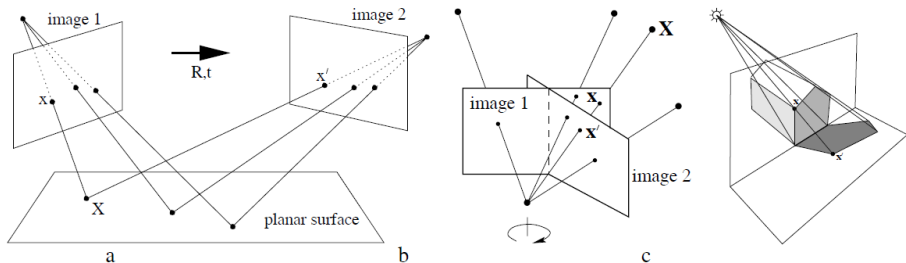 image 1
image 2
R,t
x
x'
X
planar surface
a
b
X
image 1
x
x'
image 2
c
x
x'